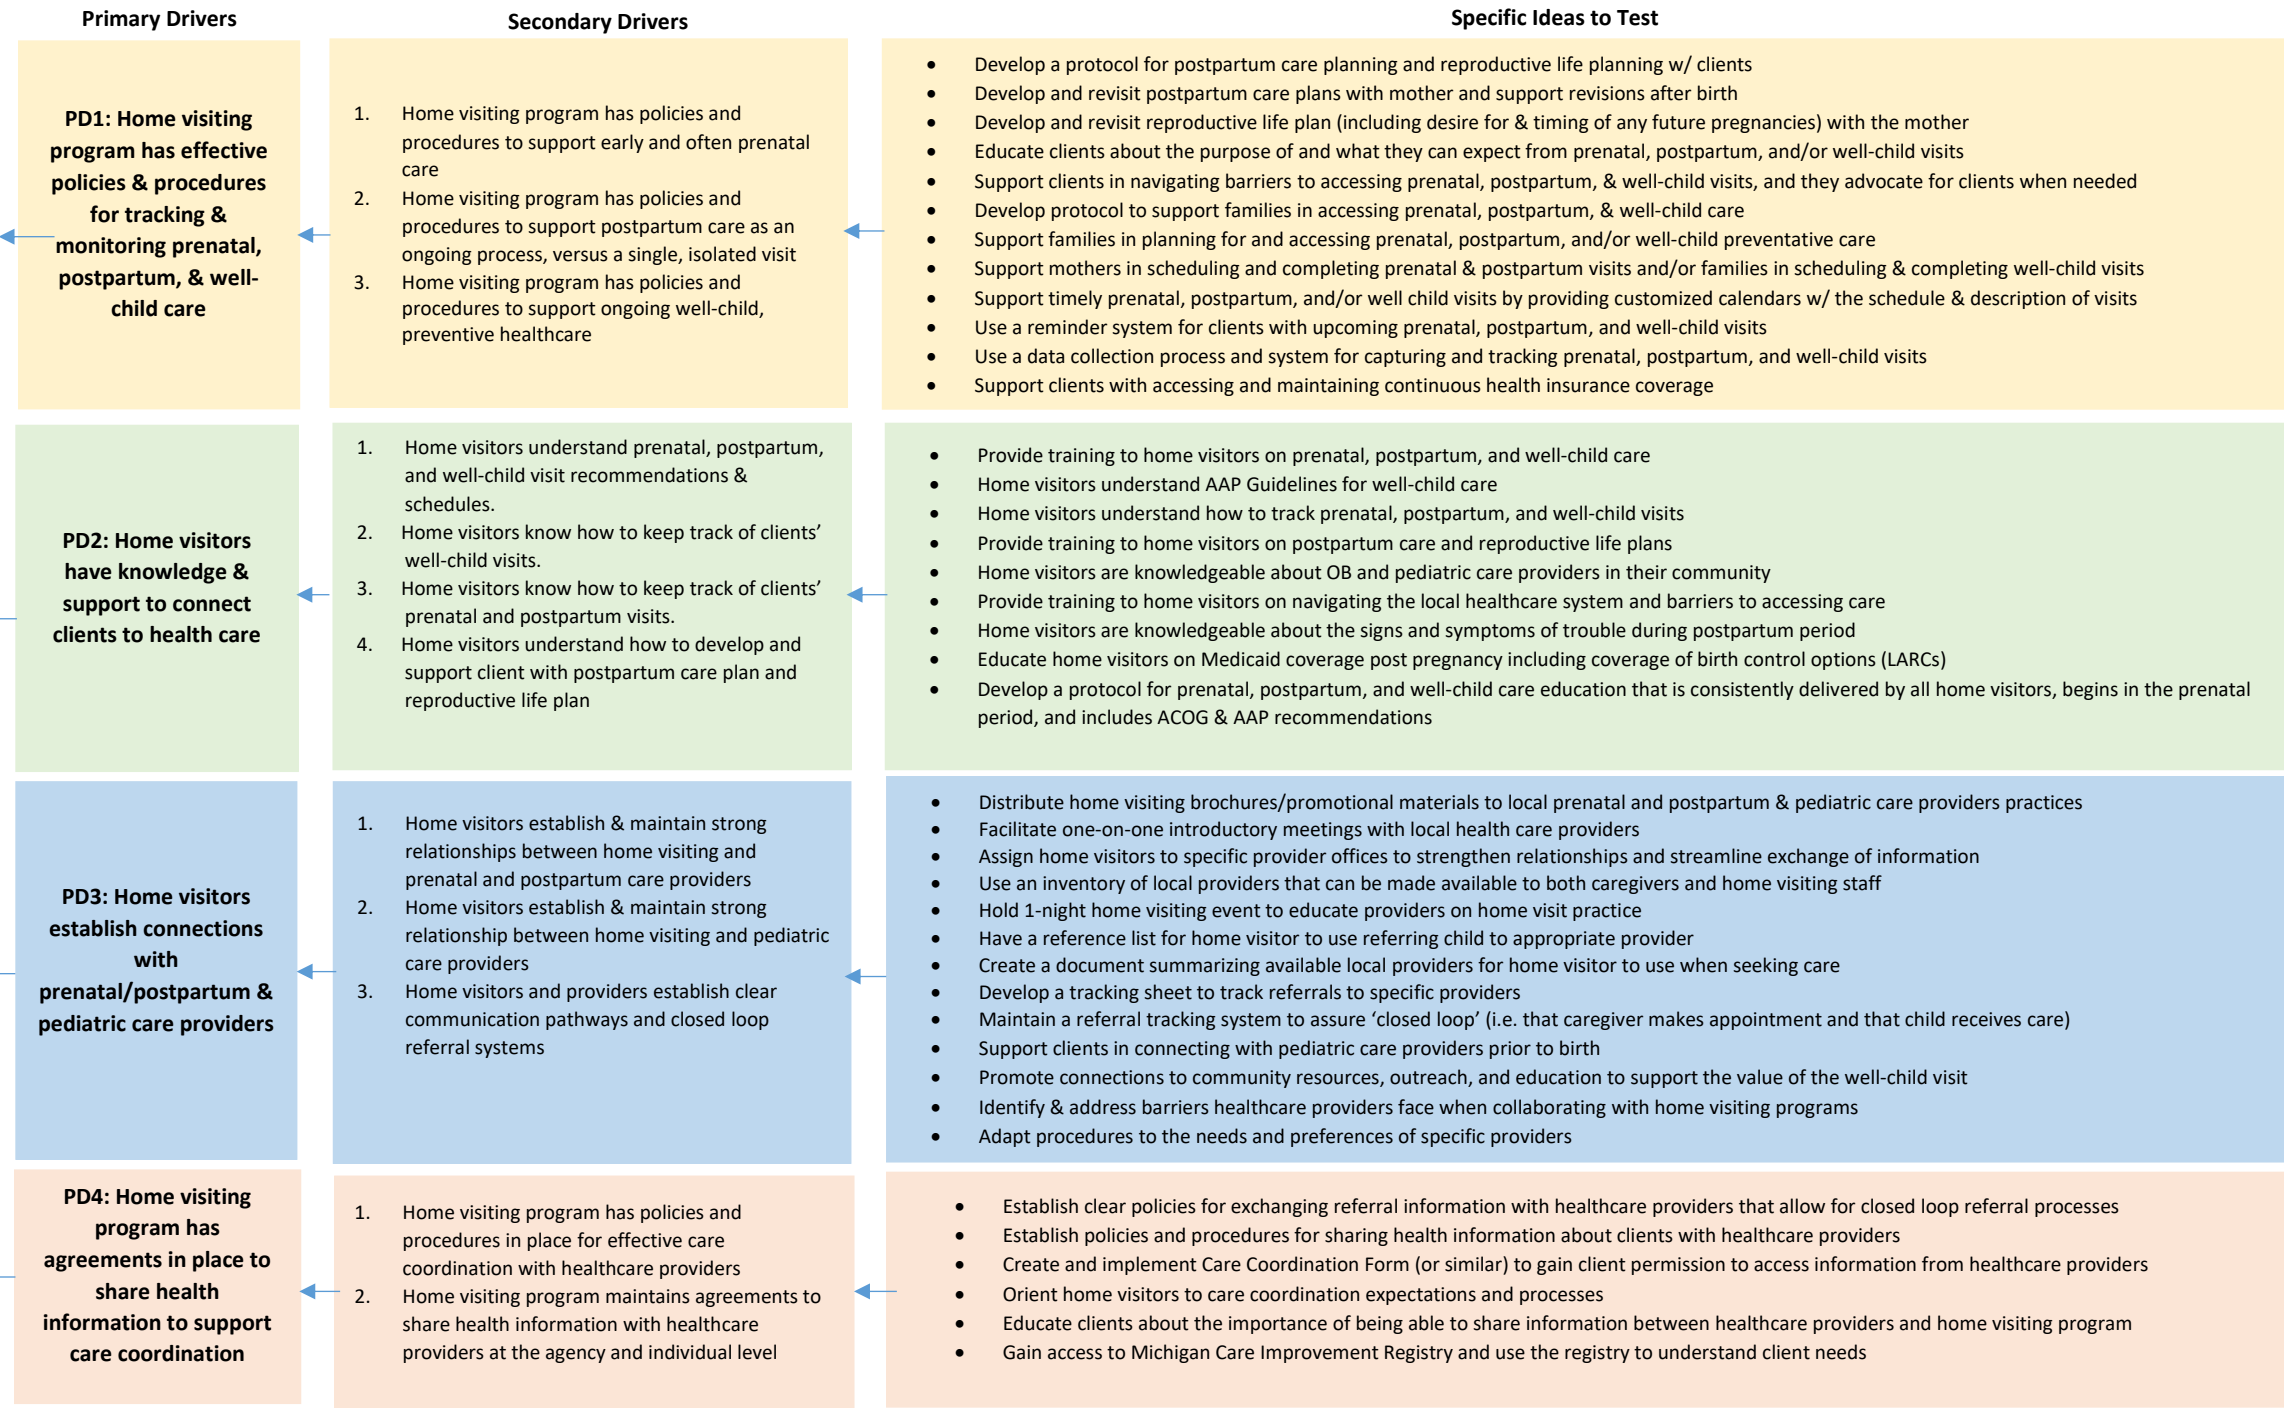 Primary Drivers
Secondary Drivers
Specific Ideas to Test
PD1: Home visiting
program has effective
policies & procedures
for tracking &
monitoring prenatal,
postpartum, & well-
child care
1. Home visiting program has policies and
procedures to support early and often prenatal
care
2. Home visiting program has policies and
procedures to support postpartum care as an
ongoing process, versus a single, isolated visit
3. Home visiting program has policies and
procedures to support ongoing well-child,
preventive healthcare
• Develop a protocol for postpartum care planning and reproductive life planning w/ clients
• Develop and revisit postpartum care plans with mother and support revisions after birth
• Develop and revisit reproductive life plan (including desire for & timing of any future pregnancies) with the mother
• Educate clients about the purpose of and what they can expect from prenatal, postpartum, and/or well-child visits
• Support clients in navigating barriers to accessing prenatal, postpartum, & well-child visits, and they advocate for clients when needed
• Develop protocol to support families in accessing prenatal, postpartum, & well-child care
• Support families in planning for and accessing prenatal, postpartum, and/or well-child preventative care
• Support mothers in scheduling and completing prenatal & postpartum visits and/or families in scheduling & completing well-child visits
• Support timely prenatal, postpartum, and/or well child visits by providing customized calendars w/ the schedule & description of visits
• Use a reminder system for clients with upcoming prenatal, postpartum, and well-child visits
• Use a data collection process and system for capturing and tracking prenatal, postpartum, and well-child visits
• Support clients with accessing and maintaining continuous health insurance coverage
PD2: Home visitors
have knowledge &
support to connect
clients to health care
1. Home visitors understand prenatal, postpartum,
and well-child visit recommendations &
schedules.
2. Home visitors know how to keep track of clients’
well-child visits.
3. Home visitors know how to keep track of clients’
prenatal and postpartum visits.
4. Home visitors understand how to develop and
support client with postpartum care plan and
reproductive life plan
• Provide training to home visitors on prenatal, postpartum, and well-child care
• Home visitors understand AAP Guidelines for well-child care
• Home visitors understand how to track prenatal, postpartum, and well-child visits
• Provide training to home visitors on postpartum care and reproductive life plans
• Home visitors are knowledgeable about OB and pediatric care providers in their community
• Provide training to home visitors on navigating the local healthcare system and barriers to accessing care
• Home visitors are knowledgeable about the signs and symptoms of trouble during postpartum period
• Educate home visitors on Medicaid coverage post pregnancy including coverage of birth control options (LARCs)
• Develop a protocol for prenatal, postpartum, and well-child care education that is consistently delivered by all home visitors, begins in the prenatal
period, and includes ACOG & AAP recommendations
PD3: Home visitors
establish connections
with
prenatal/postpartum &
pediatric care providers
1. Home visitors establish & maintain strong
relationships between home visiting and
prenatal and postpartum care providers
2. Home visitors establish & maintain strong
relationship between home visiting and pediatric
care providers
3. Home visitors and providers establish clear
communication pathways and closed loop
referral systems
• Distribute home visiting brochures/promotional materials to local prenatal and postpartum & pediatric care providers practices
• Facilitate one-on-one introductory meetings with local health care providers
• Assign home visitors to specific provider offices to strengthen relationships and streamline exchange of information
• Use an inventory of local providers that can be made available to both caregivers and home visiting staff
• Hold 1-night home visiting event to educate providers on home visit practice
• Have a reference list for home visitor to use referring child to appropriate provider
• Create a document summarizing available local providers for home visitor to use when seeking care
• Develop a tracking sheet to track referrals to specific providers
• Maintain a referral tracking system to assure ‘closed loop’ (i.e. that caregiver makes appointment and that child receives care)
• Support clients in connecting with pediatric care providers prior to birth
• Promote connections to community resources, outreach, and education to support the value of the well-child visit
• Identify & address barriers healthcare providers face when collaborating with home visiting programs
• Adapt procedures to the needs and preferences of specific providers
PD4: Home visiting
program has
agreements in place to
share health
information to support
care coordination
1. Home visiting program has policies and
procedures in place for effective care
coordination with healthcare providers
2. Home visiting program maintains agreements to
share health information with healthcare
providers at the agency and individual level
• Establish clear policies for exchanging referral information with healthcare providers that allow for closed loop referral processes
• Establish policies and procedures for sharing health information about clients with healthcare providers
• Create and implement Care Coordination Form (or similar) to gain client permission to access information from healthcare providers
• Orient home visitors to care coordination expectations and processes
• Educate clients about the importance of being able to share information between healthcare providers and home visiting program
• Gain access to Michigan Care Improvement Registry and use the registry to understand client needs